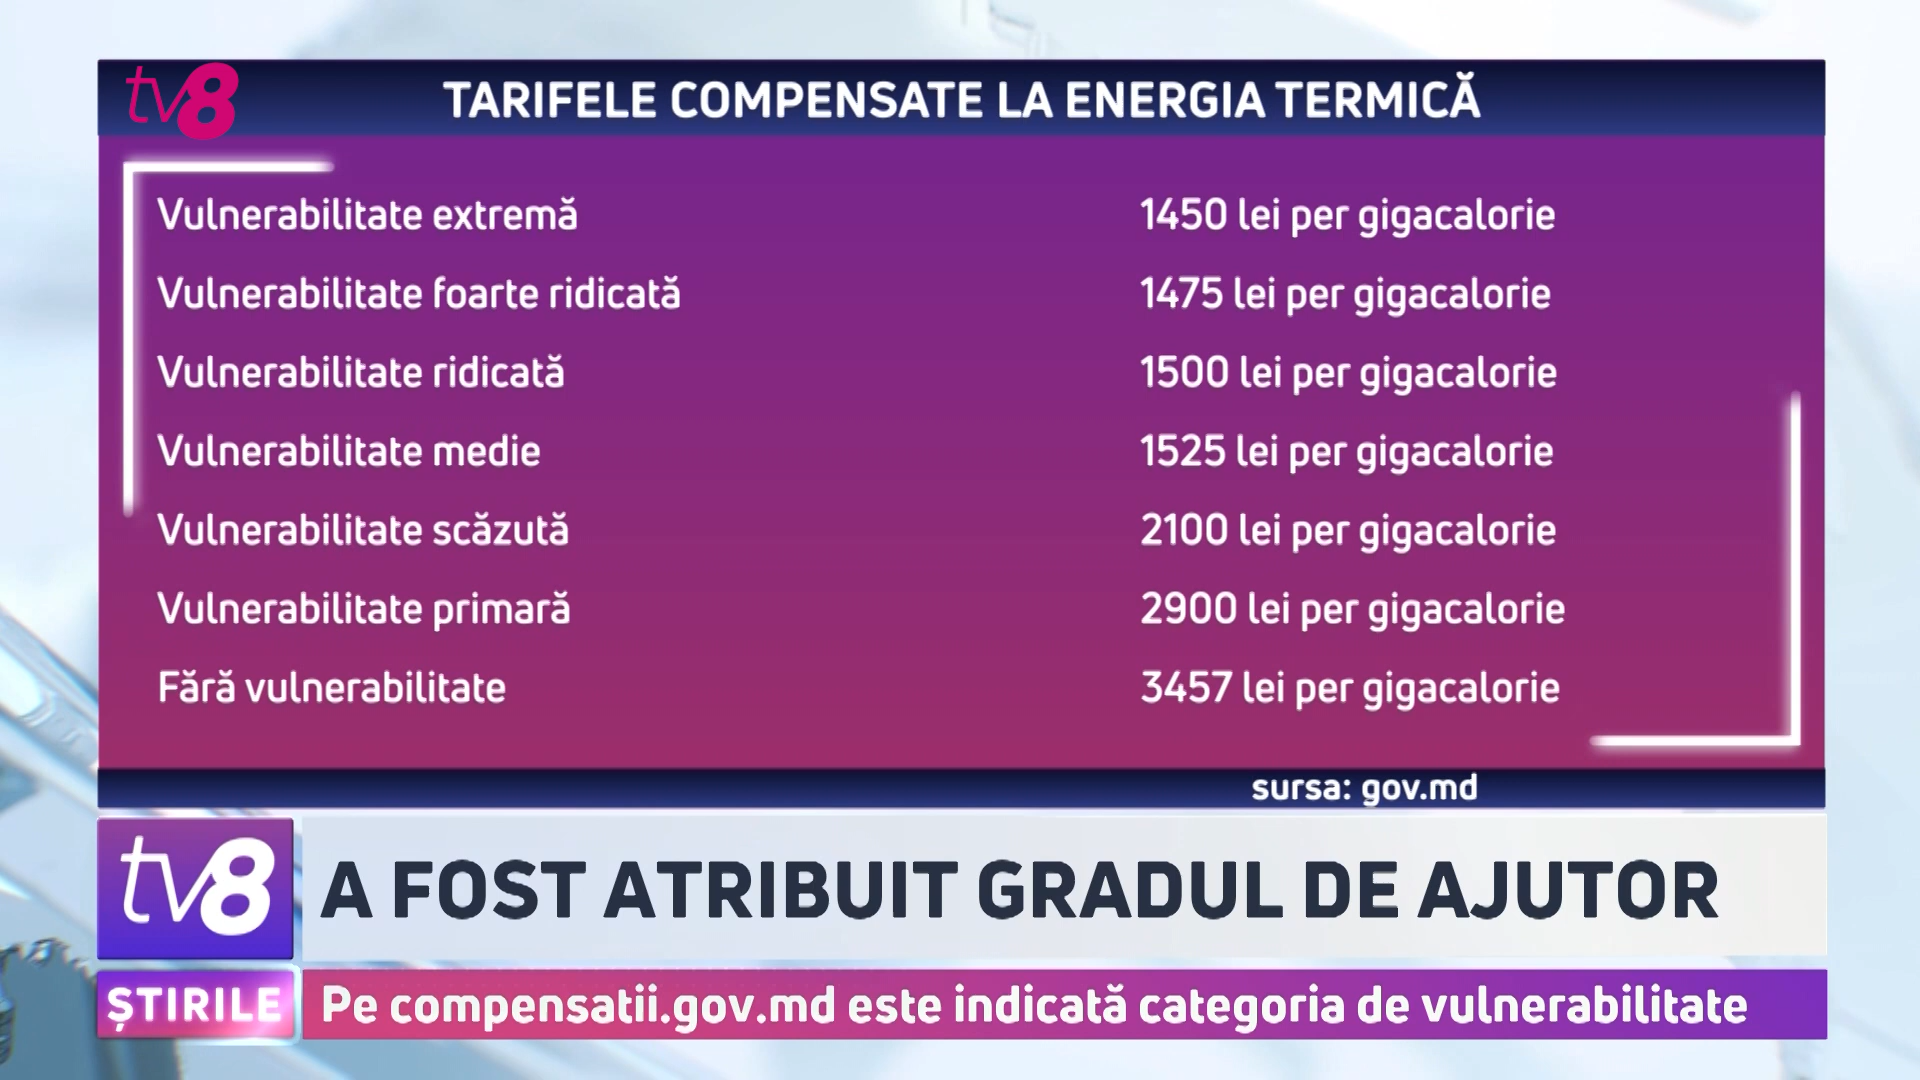 tv8
TARIFELE COMPENSATE LA ENERGIA TERMICĂ
Vulnerabilitate extremă 1450 lei per gigacalorie
Vulnerabilitate foarte ridicată 1475 lei per gigacalorie
Vulnerabilitate ridicată 1500 lei per gigacalorie
Vulnerabilitate medie 1525 lei per gigacalorie
Vulnerabilitate scăzută 2100 lei per gigacalorie
Vulnerabilitate primară 2900 lei per gigacalorie
Fără vulnerabilitate 3457 lei per gigacalorie
sursa: gov.md
tv8
A FOST ATRIBUIT GRADUL DE AJUTOR
ȘTIRILE
Pe compensatii.gov.md este indicată categoria de vulnerabilitate